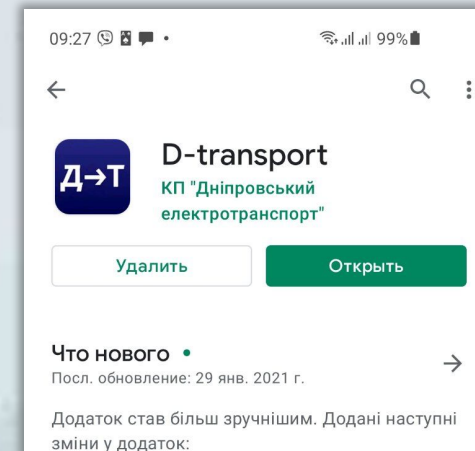 09:27
99%
Д→Т
D-transport
КП "Дніпровський
електротранспорт"
Удалить
Открыть
Что нового •
Посл. обновление: 29 янв. 2021 г.
Додаток став більш зручнішим. Додані наступні
зміни у додаток: